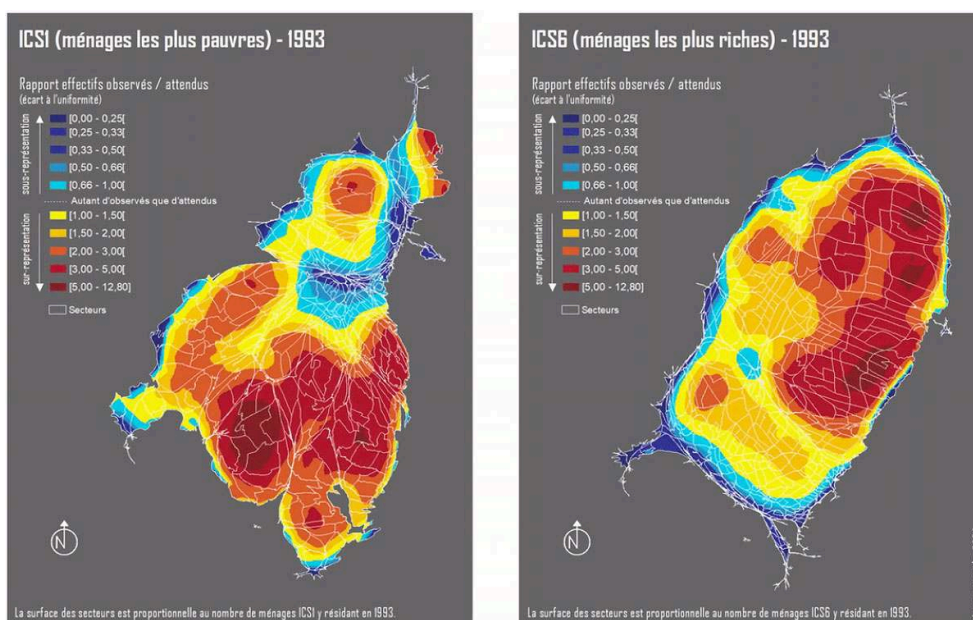 ICS1 (ménages les plus pauvres) - 1993
Rapport effectifs observés / attendus
(écart à l'uniformité)
sous-représentation
[0,00 - 0,25[
[0,25 - 0,33[
[0,33 - 0,50[
[0,50 - 0,66[
[0,66 - 1,00[
Autant d'observés que d'attendus
sur-représentation
[1,00 - 1,50[
[1,50 - 2,00[
[2,00 - 3,00[
[3,00 - 5,00[
[5,00 - 12,80]
Secteurs
N
La surface des secteurs est proportionnelle au nombre de ménages ICS1 y résidant en 1993.
ICS6 (ménages les plus riches) - 1993
Rapport effectifs observés / attendus
(écart à l'uniformité)
sous-représentation
[0,00 - 0,25[
[0,25 - 0,33[
[0,33 - 0,50[
[0,50 - 0,66[
[0,66 - 1,00[
Autant d'observés que d'attendus
sur-représentation
[1,00 - 1,50[
[1,50 - 2,00[
[2,00 - 3,00[
[3,00 - 5,00[
[5,00 - 12,80]
Secteurs
N
La surface des secteurs est proportionnelle au nombre de ménages ICS6 y résidant en 1993.